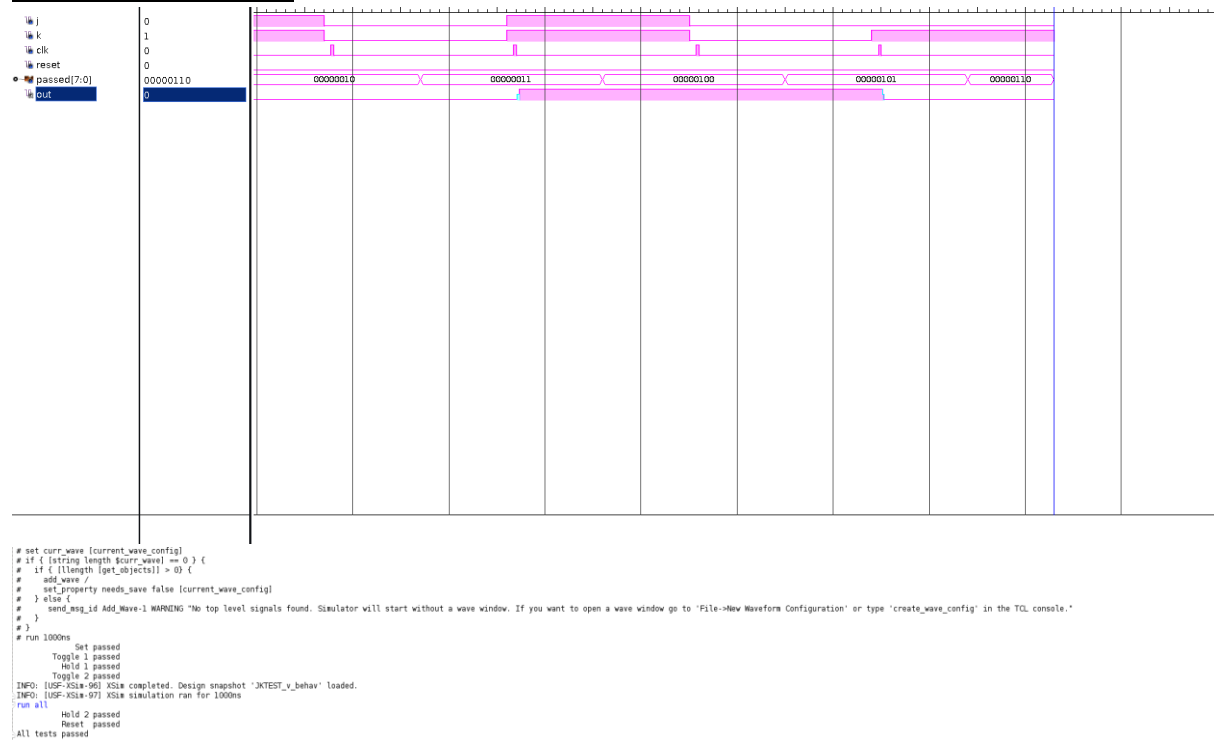 j 0
k 1
clk 0
reset 0
passed[7:0] 00000110 00000010 00000011 00000100 00000101 00000110
out 0
# set curr_wave [current_wave_config]
# if { [string length $curr_wave] == 0 } {
#   if { [llength [get_objects]] > 0} {
#     add_wave /
#     set_property needs_save false [current_wave_config]
#   } else {
#      send_msg_id Add_Wave-1 WARNING "No top level signals found. Simulator will start without a wave window. If you want to open a wave window go to 'File->New Waveform Configuration' or type 'create_wave_config' in the TCL console."
#   }
# }
# run 1000ns
Set passed
Toggle 1 passed
Hold 1 passed
Toggle 2 passed
INFO: [USF-XSim-96] XSim completed. Design snapshot 'JKTEST_v_behav' loaded.
INFO: [USF-XSim-97] XSim simulation ran for 1000ns
run all
Hold 2 passed
Reset  passed
All tests passed